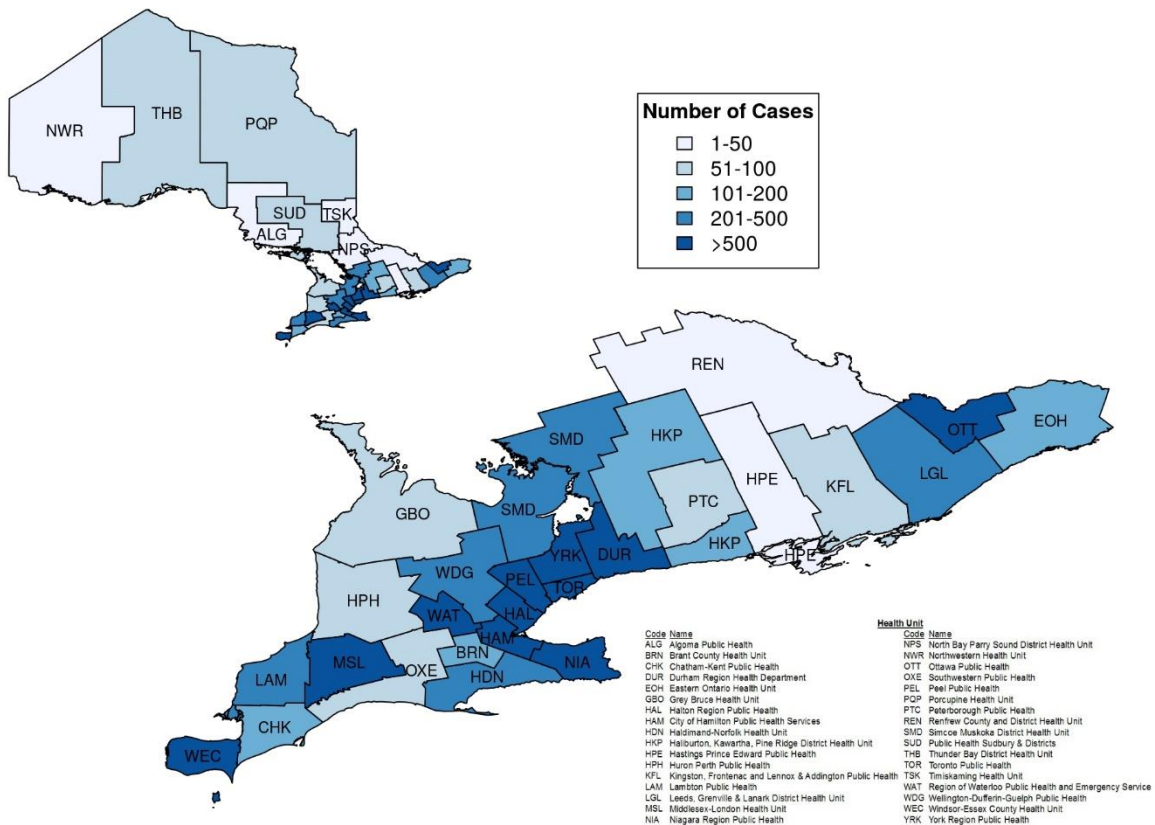 NWR
THB
PQP
SUD
TSK
ALG
NPS
Number of Cases
1-50
51-100
101-200
201-500
>500
REN
SMD
HKP
OTT
EOH
HPE
KFL
LGL
GBO
SMD
PTC
HKP
HPE
WDG
PEL
YRK
DUR
TOR
HPH
WAT
HAL
HAM
MSL
OXE
BRN
NIA
LAM
HDN
CHK
WEC
Health Unit
Code Name
ALG Algoma Public Health
BRN Brant County Health Unit
CHK Chatham-Kent Public Health
DUR Durham Region Health Department
EOH Eastern Ontario Health Unit
GBO Grey Bruce Health Unit
HAL Halton Region Public Health
HAM City of Hamilton Public Health Services
HDN Haldimand-Norfolk Health Unit
HKP Haliburton, Kawartha, Pine Ridge District Health Unit
HPE Hastings Prince Edward Public Health
HPH Huron Perth Public Health
KFL Kingston, Frontenac and Lennox & Addington Public Health
LAM Lambton Public Health
LGL Leeds, Grenville & Lanark District Health Unit
MSL Middlesex-London Health Unit
NIA Niagara Region Public Health
Code Name
NPS North Bay Parry Sound District Health Unit
NWR Northwestern Health Unit
OTT Ottawa Public Health
OXE Southwestern Public Health
PEL Peel Public Health
PQP Porcupine Health Unit
PTC Peterborough Public Health
REN Renfrew County and District Health Unit
SMD Simcoe Muskoka District Health Unit
SUD Public Health Sudbury & Districts
THB Thunder Bay District Health Unit
TOR Toronto Public Health
TSK Timiskaming Health Unit
WAT Region of Waterloo Public Health and Emergency Service
WDG Wellington-Dufferin-Guelph Public Health
WEC Windsor-Essex County Health Unit
YRK York Region Public Health